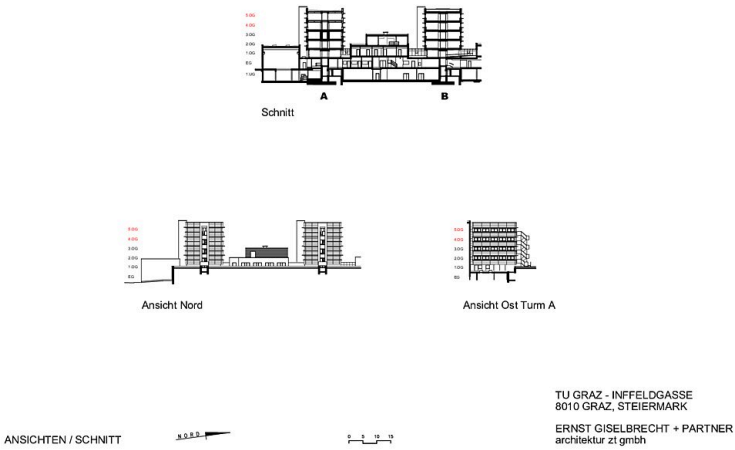 5.OG
4.OG
3.OG
2.OG
1.OG
EG
1.UG
A
B
Schnitt
5.OG
4.OG
3.OG
2.OG
1.OG
EG
Ansicht Nord
5.OG
4.OG
3.OG
2.OG
1.OG
EG
Ansicht Ost Turm A
TU GRAZ - INFFELDGASSE
8010 GRAZ, STEIERMARK
ERNST GISELBRECHT + PARTNER
architektur zt gmbh
ANSICHTEN / SCHNITT
NORD
0 5 10 15